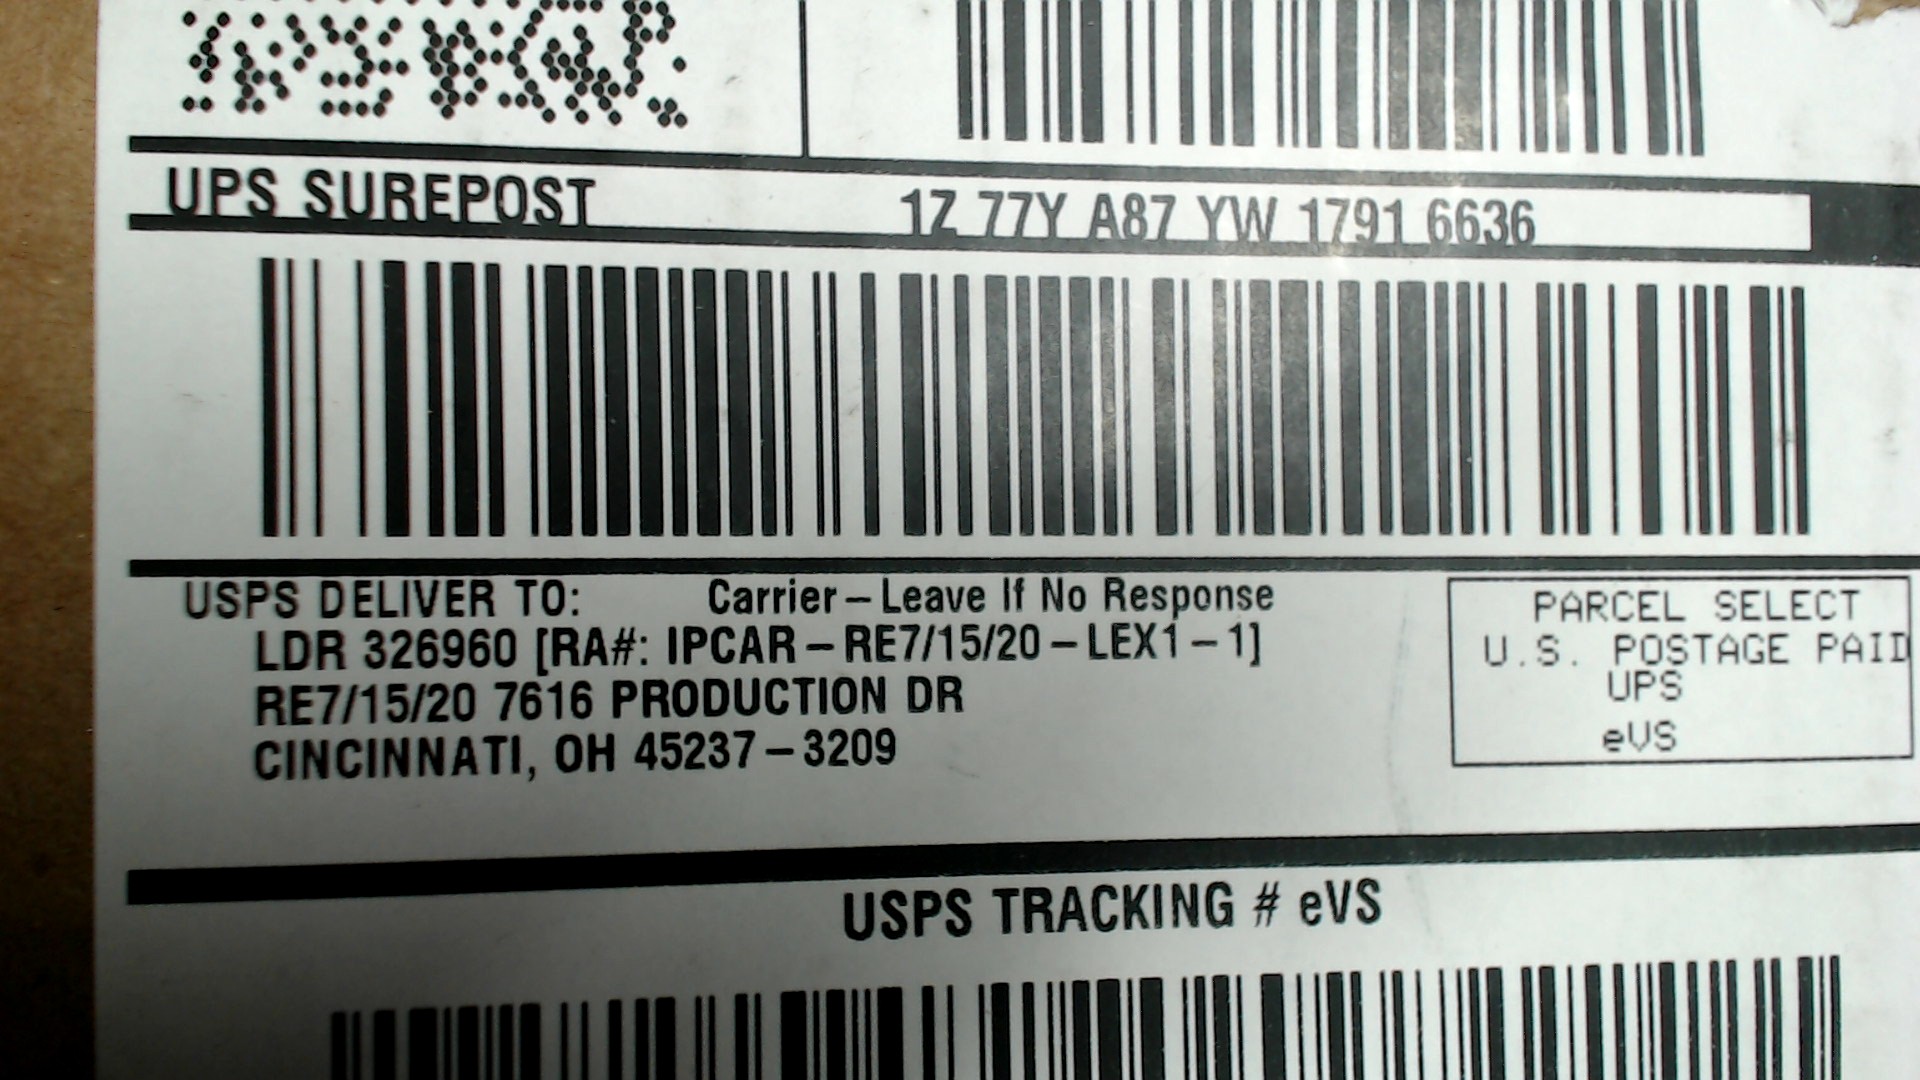 UPS SUREPOST
1Z 77Y A87 YW 1791 6636
USPS DELIVER TO: Carrier – Leave If No Response
LDR 326960 [RA#: IPCAR – RE7/15/20 – LEX1 – 1]
RE7/15/20 7616 PRODUCTION DR
CINCINNATI, OH 45237 – 3209
PARCEL SELECT
U.S. POSTAGE PAID
UPS
eVS
USPS TRACKING # eVS